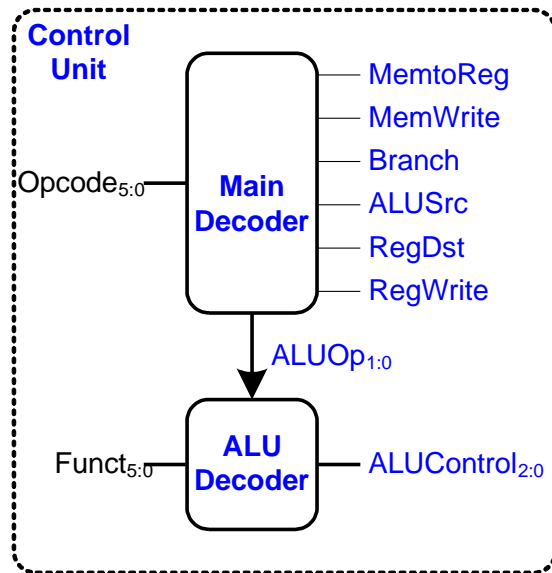 Control
Unit
MemtoReg
MemWrite
Branch
ALUSrc
RegDst
RegWrite
Opcode5:0
Main
Decoder
ALUOp1:0
Funct5:0
ALU
Decoder
ALUControl2:0